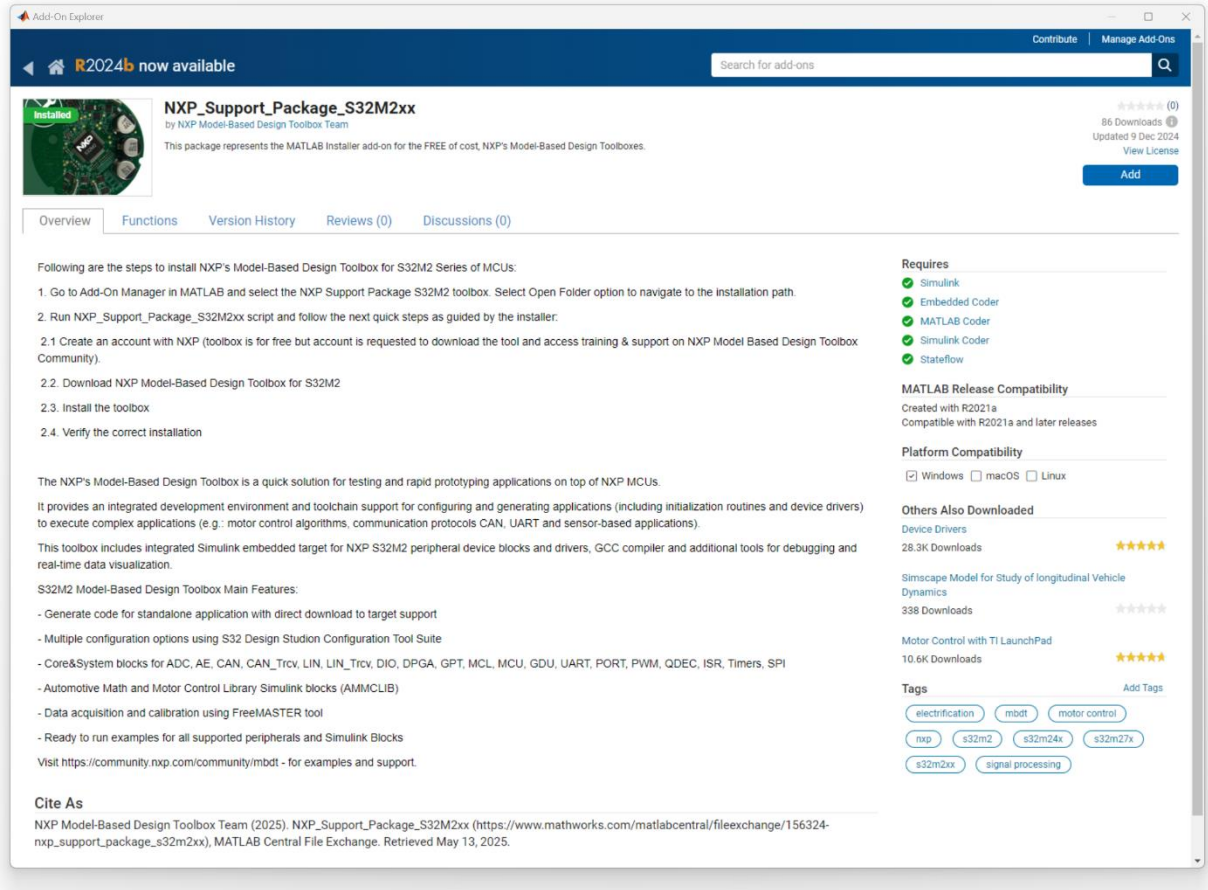 Add-On Explorer
Contribute
Manage Add-Ons
R2024b now available
Search for add-ons
Installed
NXP
NXP_Support_Package_S32M2xx
by NXP Model-Based Design Toolbox Team
This package represents the MATLAB Installer add-on for the FREE of cost, NXP's Model-Based Design Toolboxes.
(0)
86 Downloads
Updated 9 Dec 2024
View License
Add
Overview
Functions
Version History
Reviews (0)
Discussions (0)
Following are the steps to install NXP's Model-Based Design Toolbox for S32M2 Series of MCUs:
1. Go to Add-On Manager in MATLAB and select the NXP Support Package S32M2 toolbox. Select Open Folder option to navigate to the installation path.
2. Run NXP_Support_Package_S32M2xx script and follow the next quick steps as guided by the installer:
2.1 Create an account with NXP (toolbox is for free but account is requested to download the tool and access training & support on NXP Model Based Design Toolbox
Community).
2.2. Download NXP Model-Based Design Toolbox for S32M2
2.3. Install the toolbox
2.4. Verify the correct installation
The NXP's Model-Based Design Toolbox is a quick solution for testing and rapid prototyping applications on top of NXP MCUs.
It provides an integrated development environment and toolchain support for configuring and generating applications (including initialization routines and device drivers)
to execute complex applications (e.g.: motor control algorithms, communication protocols CAN, UART and sensor-based applications).
This toolbox includes integrated Simulink embedded target for NXP S32M2 peripheral device blocks and drivers, GCC compiler and additional tools for debugging and
real-time data visualization.
S32M2 Model-Based Design Toolbox Main Features:
- Generate code for standalone application with direct download to target support
- Multiple configuration options using S32 Design Studion Configuration Tool Suite
- Core&System blocks for ADC, AE, CAN, CAN_Trcv, LIN, LIN_Trcv, DIO, DPGA, GPT, MCL, MCU, GDU, UART, PORT, PWM, QDEC, ISR, Timers, SPI
- Automotive Math and Motor Control Library Simulink blocks (AMMCLIB)
- Data acquisition and calibration using FreeMASTER tool
- Ready to run examples for all supported peripherals and Simulink Blocks
Visit https://community.nxp.com/community/mbdt - for examples and support.
Cite As
NXP Model-Based Design Toolbox Team (2025). NXP_Support_Package_S32M2xx (https://www.mathworks.com/matlabcentral/fileexchange/156324-
nxp_support_package_s32m2xx), MATLAB Central File Exchange. Retrieved May 13, 2025.
Requires
Simulink
Embedded Coder
MATLAB Coder
Simulink Coder
Stateflow
MATLAB Release Compatibility
Created with R2021a
Compatible with R2021a and later releases
Platform Compatibility
Windows
macOS
Linux
Others Also Downloaded
Device Drivers
28.3K Downloads
Simscape Model for Study of longitudinal Vehicle
Dynamics
338 Downloads
Motor Control with TI LaunchPad
10.6K Downloads
Tags
Add Tags
electrification
mbdt
motor control
nxp
s32m2
s32m24x
s32m27x
s32m2xx
signal processing